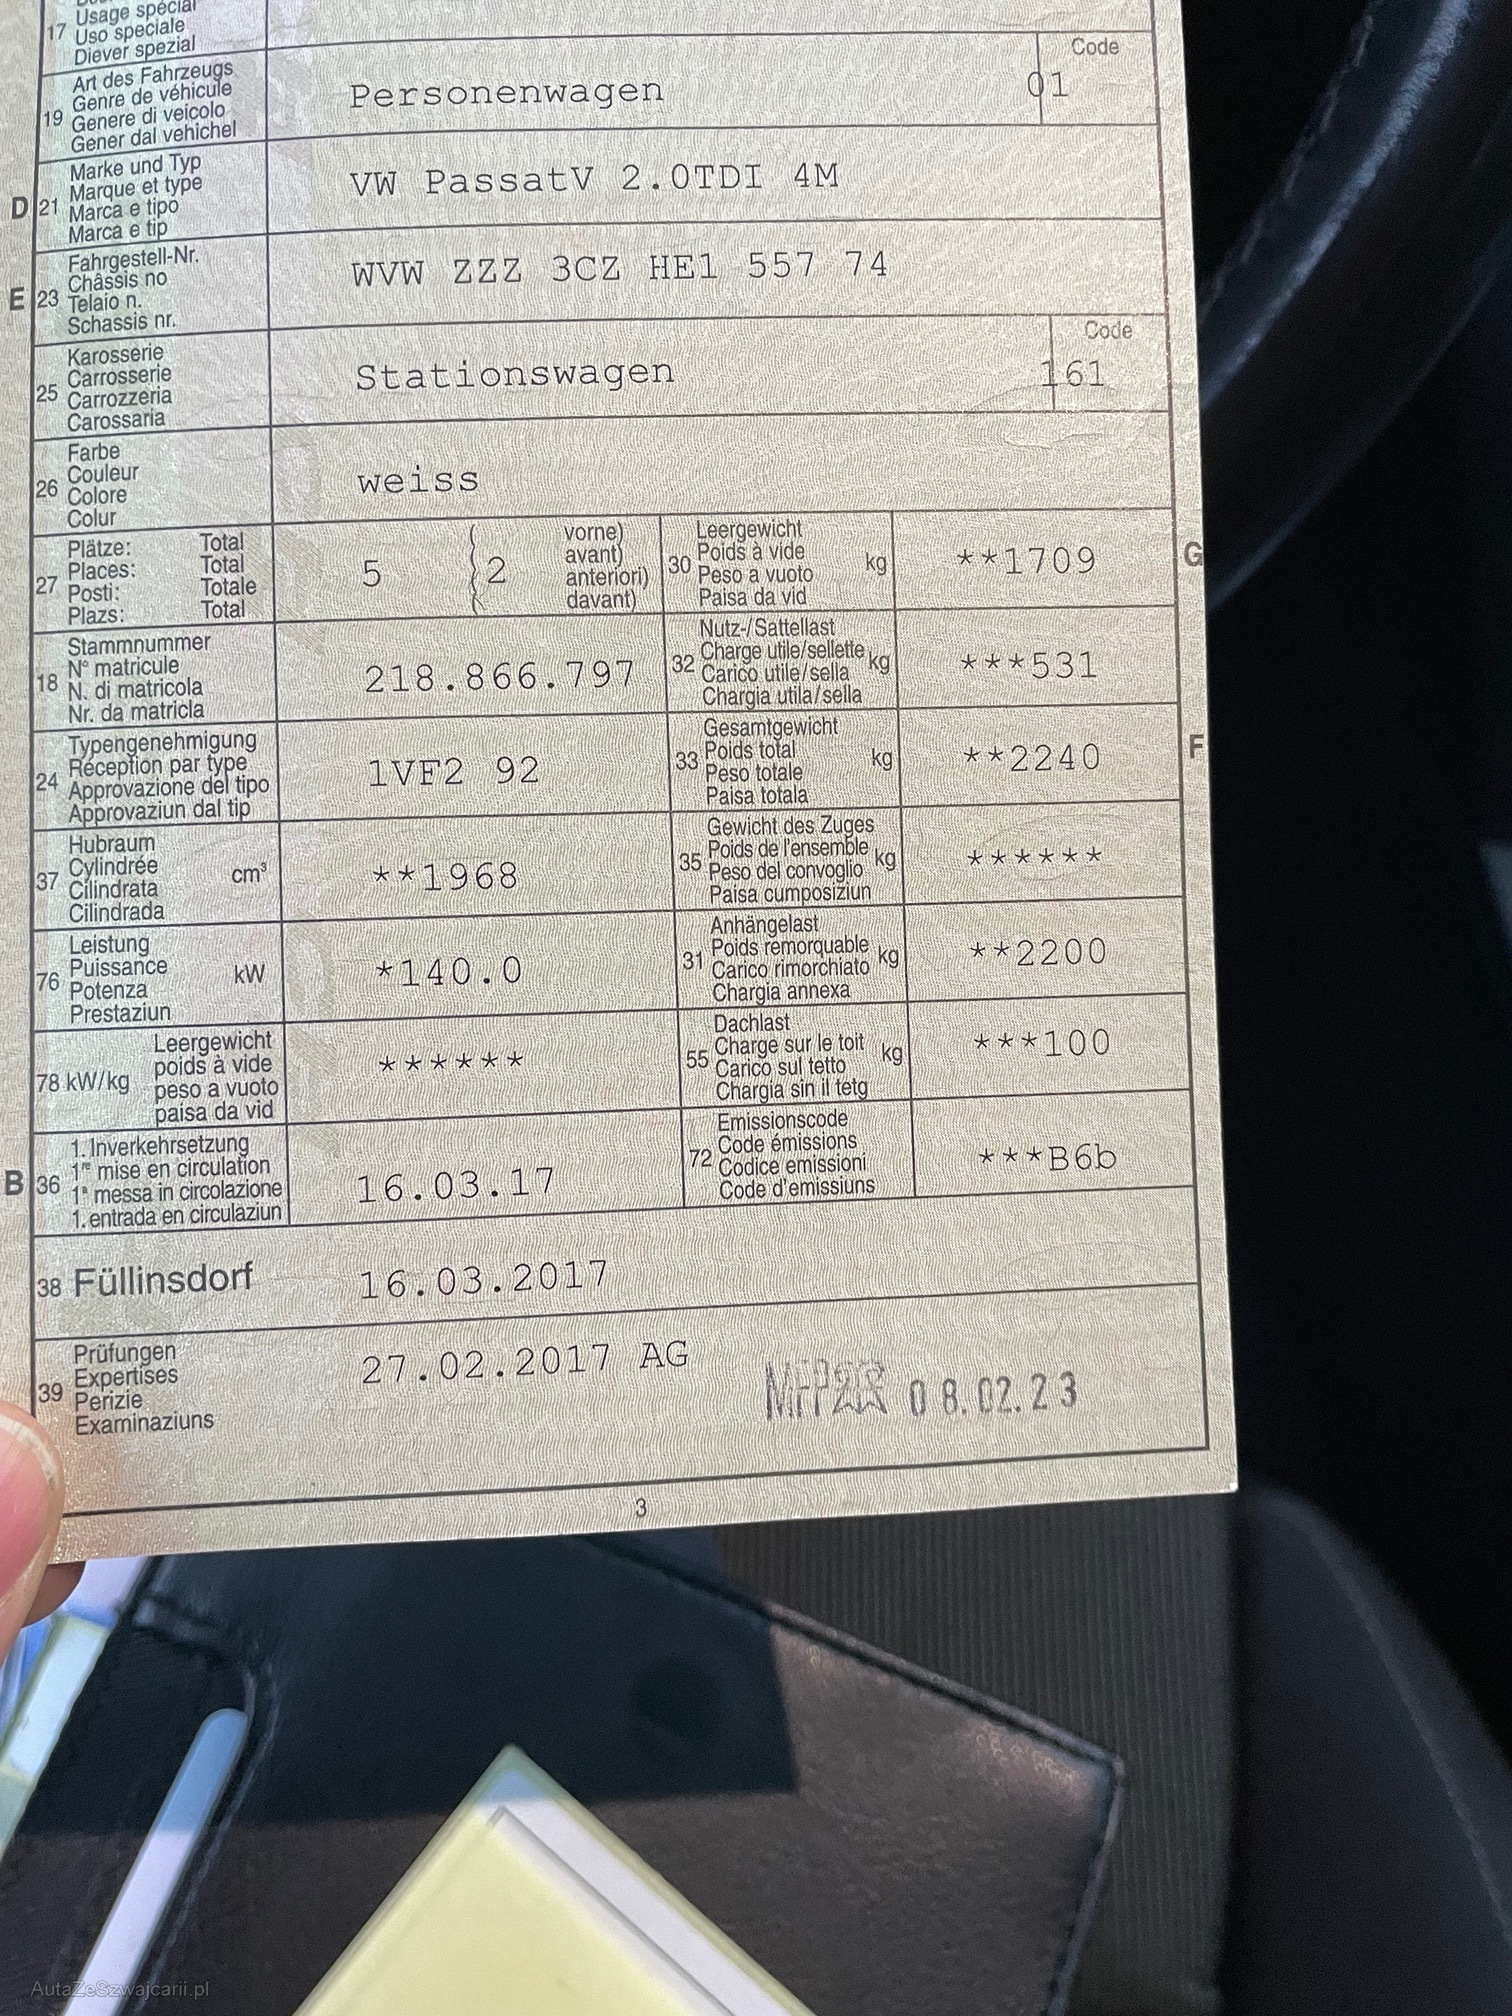 Usage spécial
17 Uso speciale
Diever spezial
Art des Fahrzeugs
Genre de véhicule
19 Genere di veicolo
Gener dal vehichel
Personenwagen
Code
01
Marke und Typ
Marque et type
D 21 Marca e tipo
Marca e tip
VW PassatV 2.0TDI 4M
Fahrgestell-Nr.
Châssis no
E 23 Telaio n.
Schassis nr.
WVW ZZZ 3CZ HE1 557 74
Karosserie
Carrosserie
25 Carrozzeria
Carossaria
Stationswagen
Code
161
Farbe
Couleur
26 Colore
Colur
weiss
Plätze: Total
Places: Total
27 Posti: Totale
Plazs: Total
5 { 2
vorne)
avant)
anteriori)
davant)
Leergewicht
Poids à vide
30 Peso a vuoto kg
Paisa da vid
**1709
G
Stammnummer
N° matricule
18 N. di matricola
Nr. da matricla
218.866.797
Nutz-/Sattellast
Charge utile/sellette
32 Carico utile/sella kg
Chargia utila/sella
***531
Typengenehmigung
Réception par type
24 Approvazione del tipo
Approvaziun dal tip
1VF2 92
Gesamtgewicht
Poids total
33 Peso totale kg
Paisa totala
**2240
F
Hubraum
Cylindrée
37 Cilindrata cm³
Cilindrada
**1968
Gewicht des Zuges
Poids de l'ensemble
35 Peso del convoglio kg
Paisa cumposiziun
******
Leistung
Puissance
76 Potenza kW
Prestaziun
*140.0
Anhängelast
Poids remorquable
31 Carico rimorchiato kg
Chargia annexa
**2200
Leergewicht
poids à vide
78 kW/kg peso a vuoto
paisa da vid
******
Dachlast
Charge sur le toit
55 Carico sul tetto kg
Chargia sin il tetg
***100
1. Inverkehrsetzung
1re mise en circulation
B 36 1a messa in circolazione
1. entrada en circulaziun
16.03.17
Emissionscode
Code émissions
72 Codice emissioni
Code d'emissiuns
***B6b
38 Füllinsdorf
16.03.2017
Prüfungen
Expertises
39 Perizie
Examinaziuns
27.02.2017 AG
08.02.23
3
AutaZeSzwajcarii.pl